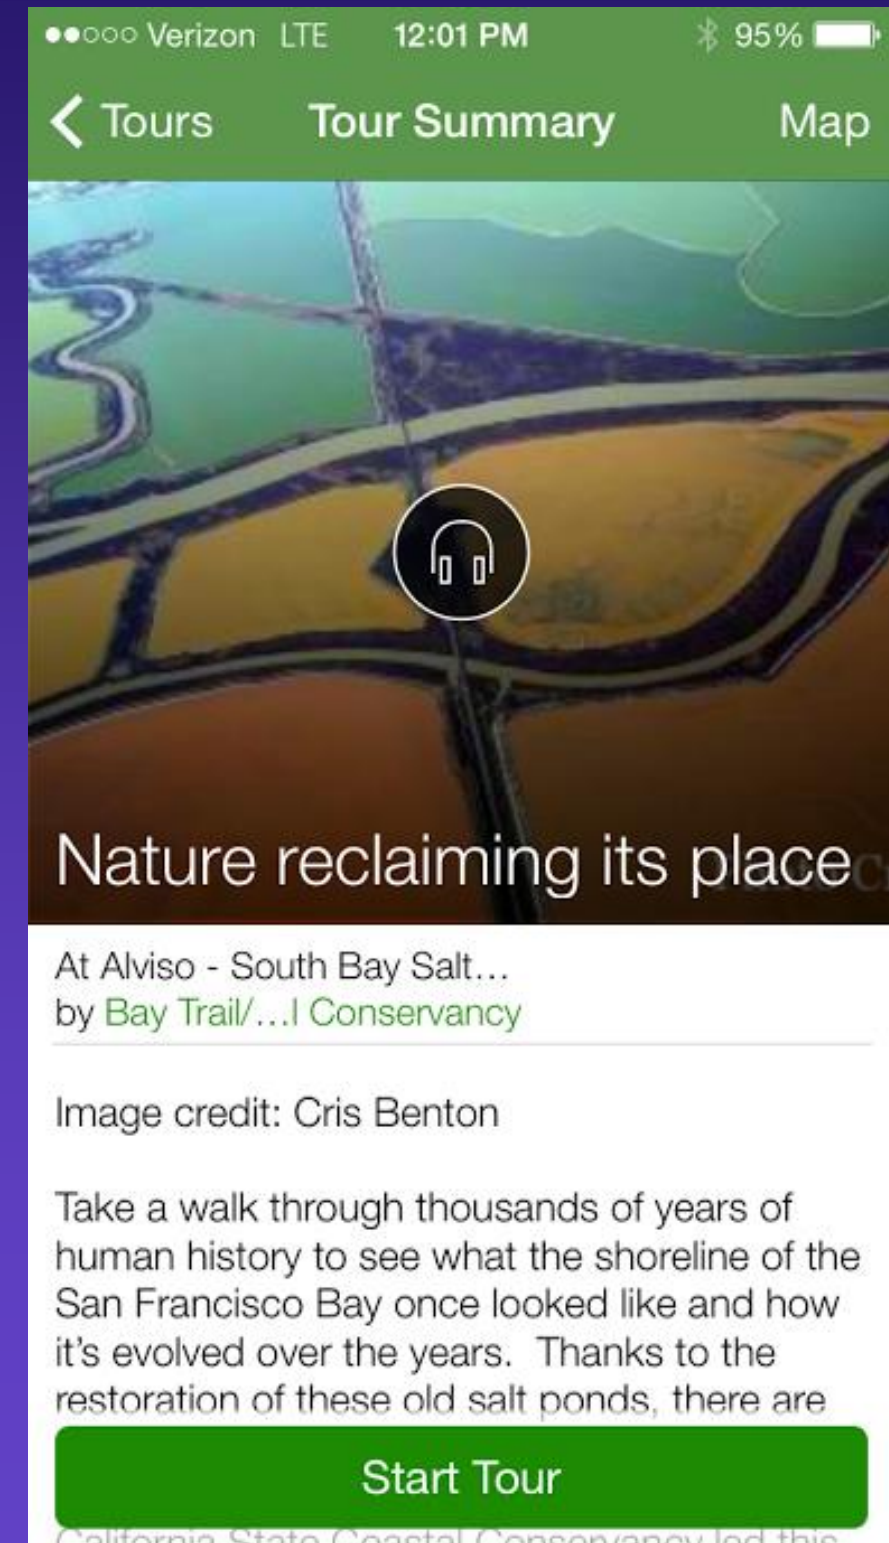 Verizon LTE 12:01 PM 95%
Tours Tour Summary Map
Nature reclaiming its place
At Alviso - South Bay Salt...
by Bay Trail/...l Conservancy
Image credit: Cris Benton
Take a walk through thousands of years of
human history to see what the shoreline of the
San Francisco Bay once looked like and how
it's evolved over the years.  Thanks to the
restoration of these old salt ponds, there are
Start Tour
California State Coastal Conservancy led this